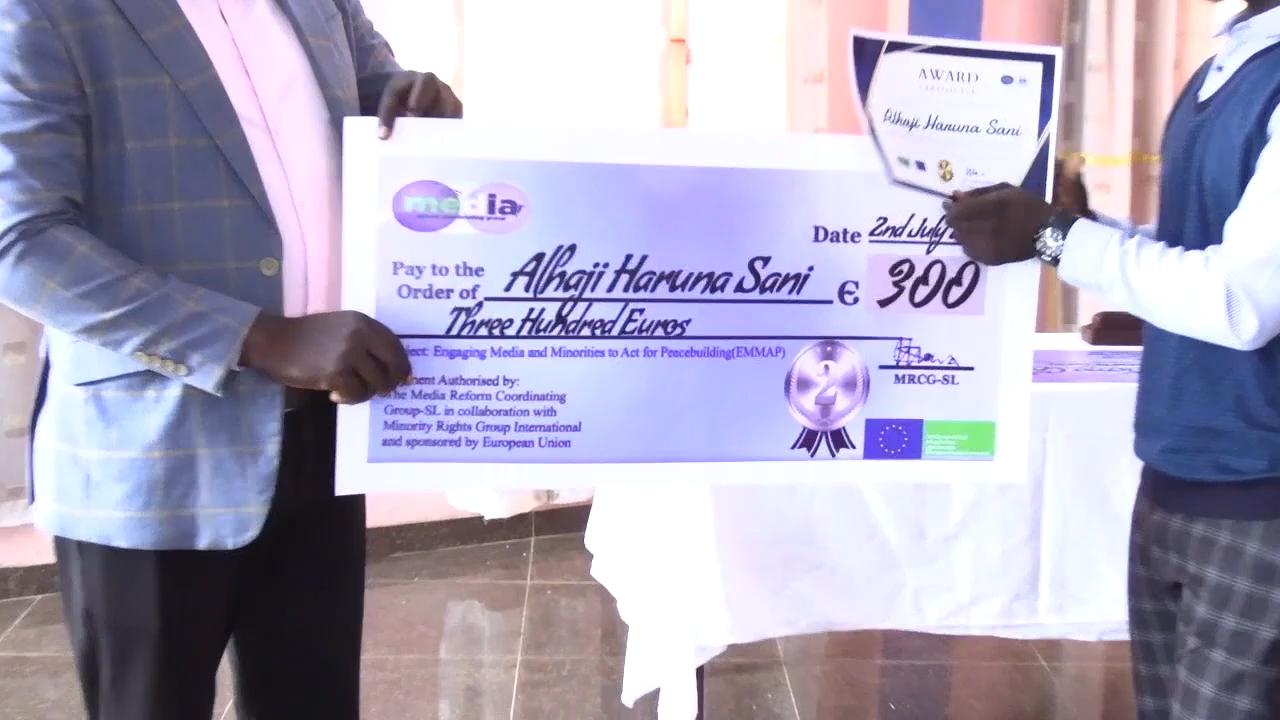 AWARD
Alhaji Haruna Sani
media
Date 2nd July
Pay to the
Order of Alhaji Haruna Sani € 300
Three Hundred Euros
ect: Engaging Media and Minorities to Act for Peacebuilding(EMMAP)
MRCG-SL
ment Authorised by:
The Media Reform Coordinating
Group-SL in collaboration with
Minority Rights Group International
and sponsored by European Union
2